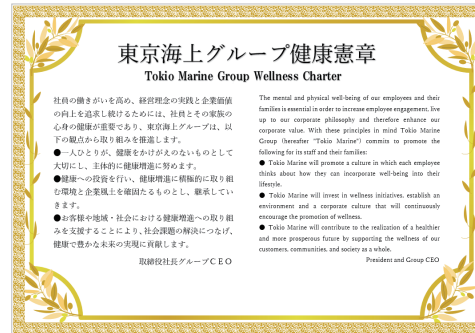 東京海上グループ健康憲章
Tokio Marine Group Wellness Charter
社員の働きがいを高め、経営理念の実践と企業価値
の向上を追求し続けるためには、社員とその家族の
心身の健康が重要であり、東京海上グループは、以
下の観点から取り組みを推進します。
●一人ひとりが、健康をかけがえのないものとして
大切にし、主体的に健康増進に努めます。
●健康への投資を行い、健康増進に積極的に取り組
む環境と企業風土を確固たるものとし、継承してい
きます。
●お客様や地域・社会における健康増進への取り組
みを支援することにより、社会課題の解決につなげ、
健康で豊かな未来の実現に貢献します。
取締役社長グループCEO
The mental and physical well-being of our employees and their
families is essential in order to increase employee engagement, live
up to our corporate philosophy and therefore enhance our
corporate value. With these principles in mind Tokio Marine
Group (hereafter "Tokio Marine") commits to promote the
following for its staff and their families:
● Tokio Marine will promote a culture in which each employee
thinks about how they can incorporate well-being into their
lifestyle.
● Tokio Marine will invest in wellness initiatives, establish an
environment and a corporate culture that will continuously
encourage the promotion of wellness.
● Tokio Marine will contribute to the realization of a healthier
and more prosperous future by supporting the wellness of our
customers, communities, and society as a whole.
President and Group CEO